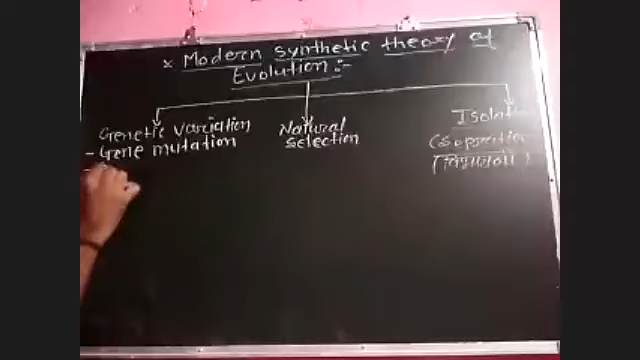 × Modern synthetic theory of
Evolution :-
Genetic variation
- Gene mutation
Natural
selection
Isolat
(Separation